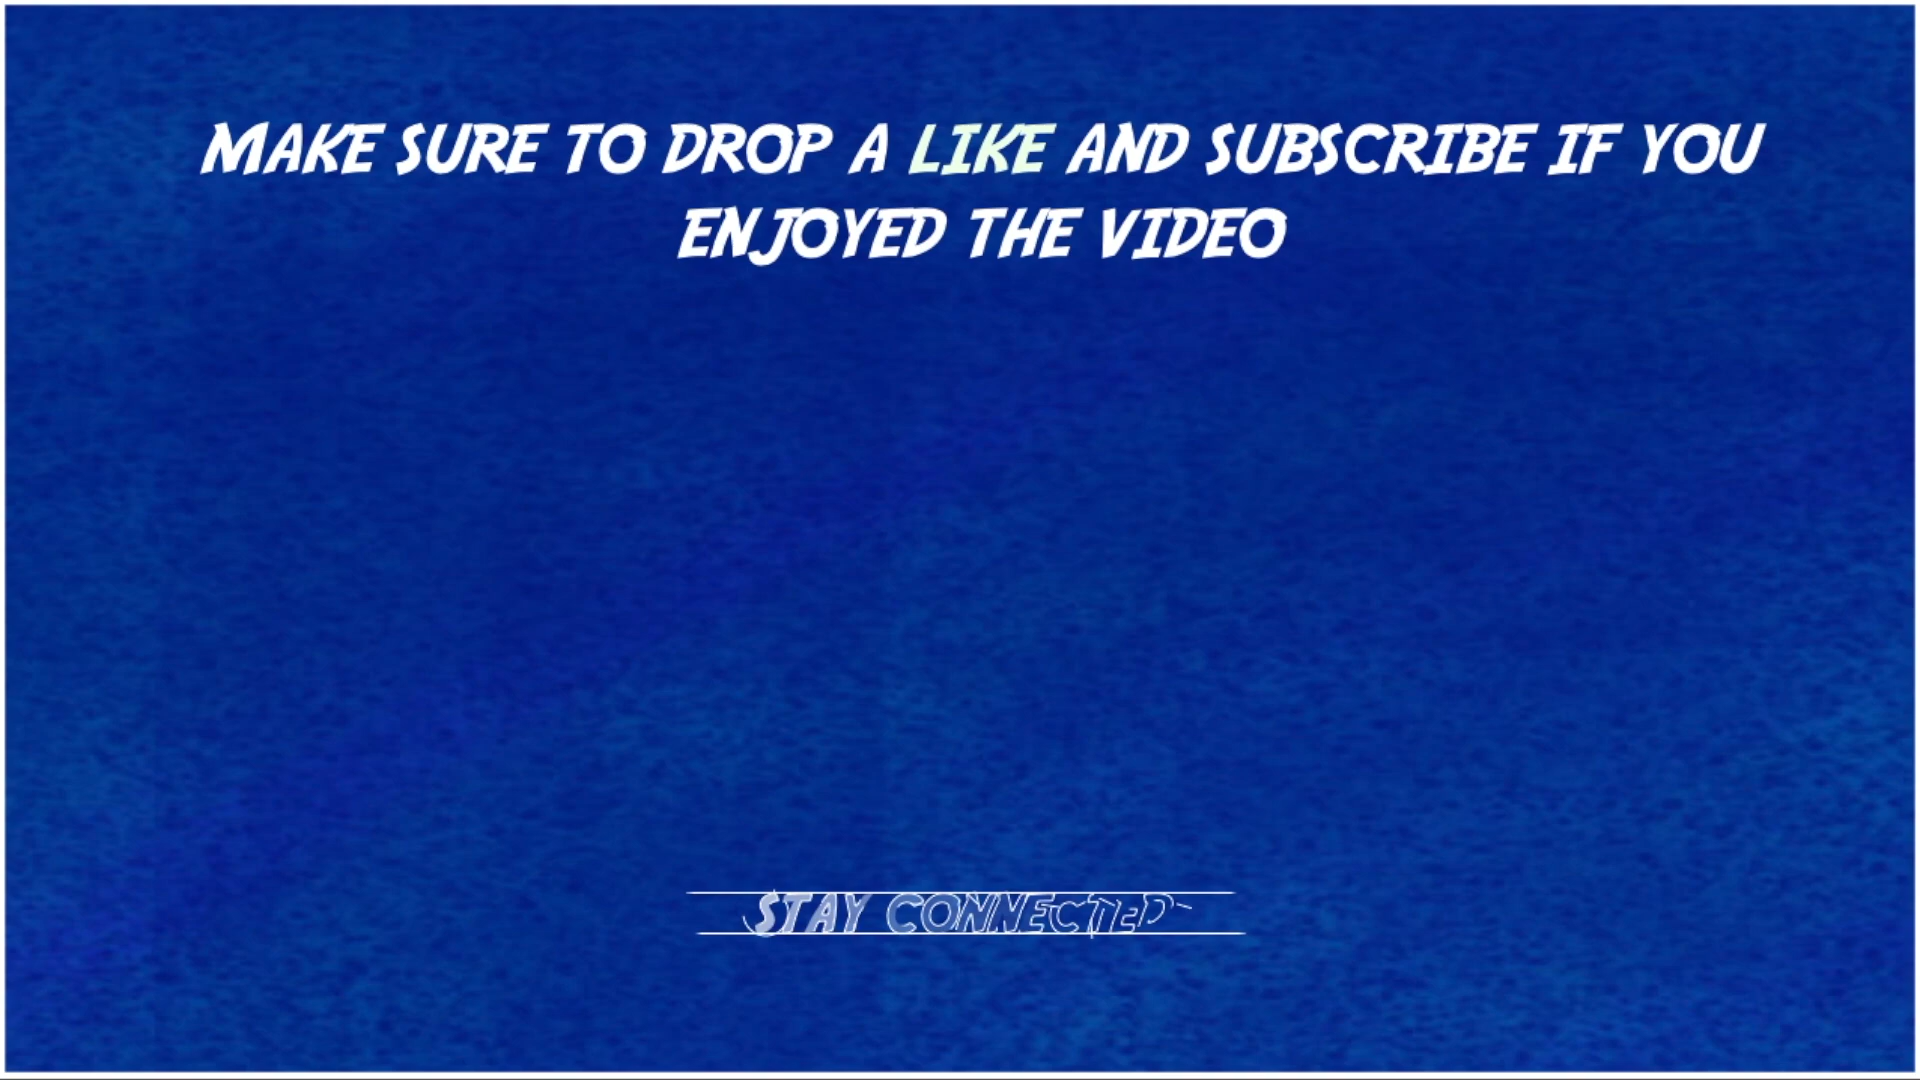 MAKE SURE TO DROP A LIKE AND SUBSCRIBE IF YOU
ENJOYED THE VIDEO
STAY CONNECTED